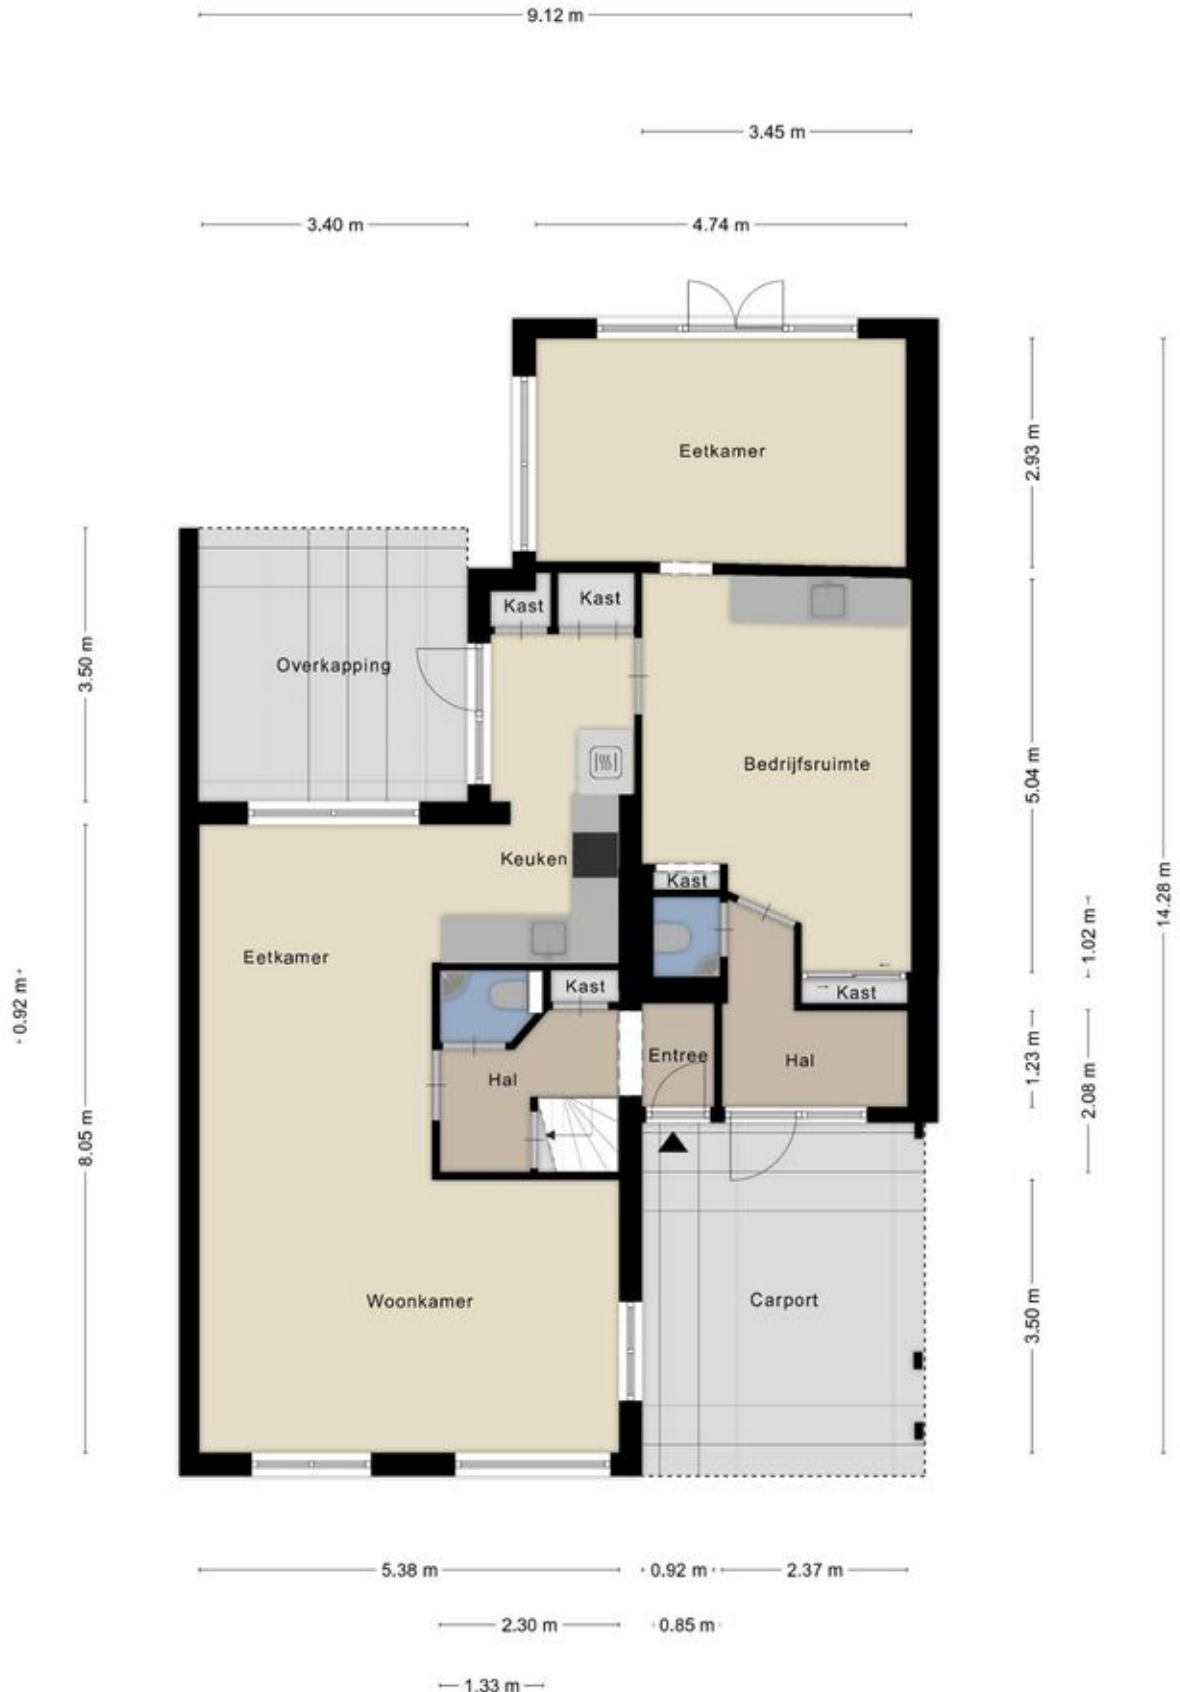 9.12 m
3.45 m
3.40 m
4.74 m
Eetkamer
2.93 m
Kast
Kast
Overkapping
3.50 m
Bedrijfsruimte
5.04 m
Keuken
Kast
14.28 m
1.02 m
Eetkamer
0.92 m
Kast
Kast
Entree
Hal
Hal
1.23 m
2.08 m
8.05 m
Woonkamer
Carport
3.50 m
5.38 m
0.92 m
2.37 m
2.30 m
0.85 m
1.33 m